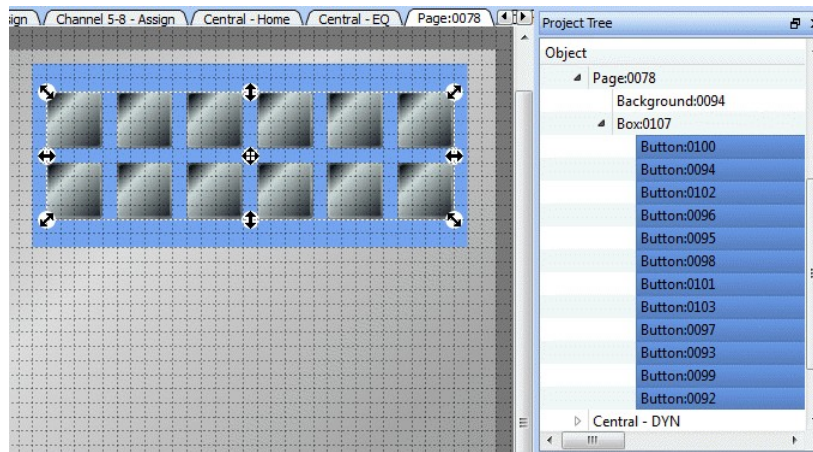 ign
Channel 5-8 - Assign
Central - Home
Central - EQ
Page:0078
Project Tree
Object
Page:0078
Background:0094
Box:0107
Button:0100
Button:0094
Button:0102
Button:0096
Button:0095
Button:0098
Button:0101
Button:0103
Button:0097
Button:0093
Button:0099
Button:0092
Central - DYN